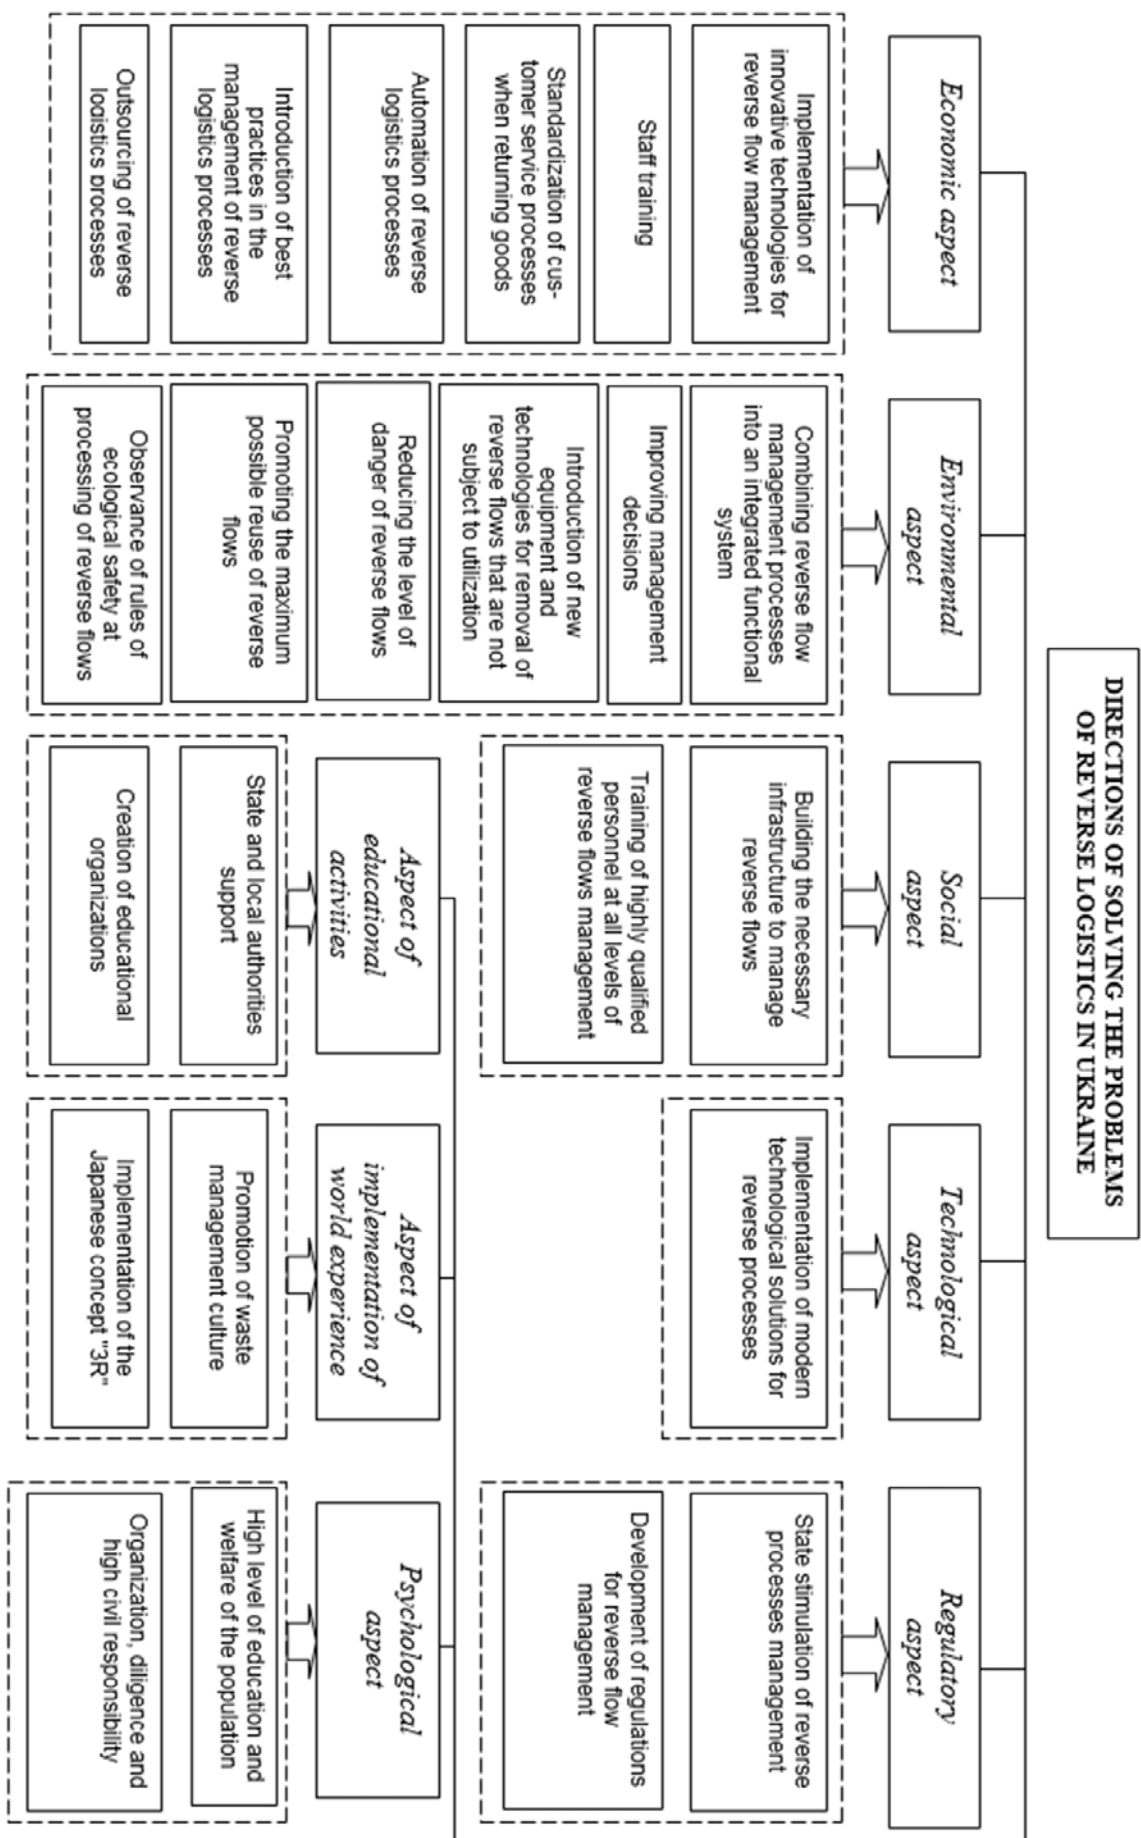 DIRECTIONS OF SOLVING THE PROBLEMS
OF REVERSE LOGISTICS IN UKRAINE
Economic aspect
Implementation of
innovative technologies for
reverse flow management
Staff training
Standardization of cus-
tomer service processes
when returning goods
Automation of reverse
logistics processes
Introduction of best
practices in the
management of reverse
logistics processes
Outsourcing of reverse
logistics processes
Environmental
aspect
Combining reverse flow
management processes
into an integrated functional
system
Improving management
decisions
Introduction of new
equipment and
technologies for removal of
reverse flows that are not
subject to utilization
Reducing the level of
danger of reverse flows
Promoting the maximum
possible reuse of reverse
flows
Observance of rules of
ecological safety at
processing of reverse flows
Social
aspect
Building the necessary
infrastructure to manage
reverse flows
Training of highly qualified
personnel at all levels of
reverse flows management
Technological
aspect
Implementation of modern
technological solutions for
reverse processes
Regulatory
aspect
State stimulation of reverse
processes management
Development of regulations
for reverse flow
management
Aspect of
educational
activities
State and local authorities
support
Creation of educational
organizations
Aspect of
implementation of
world experience
Promotion of waste
management culture
Implementation of the
Japanese concept "3R"
Psychological
aspect
High level of education and
welfare of the population
Organization, diligence and
high civil responsibility